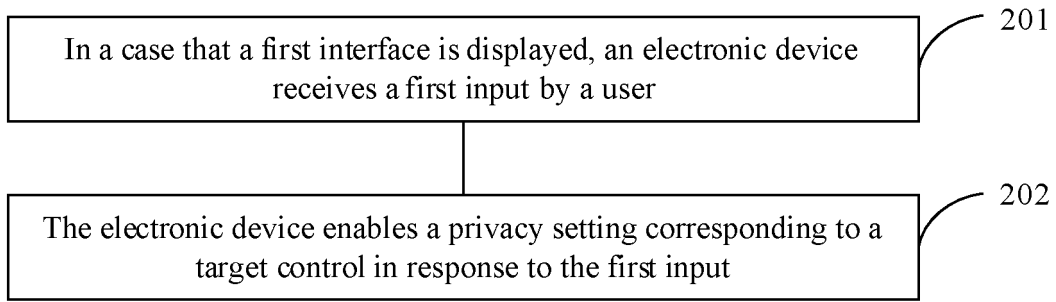 201
In a case that a first interface is displayed, an electronic device
receives a first input by a user
202
The electronic device enables a privacy setting corresponding to a
target control in response to the first input